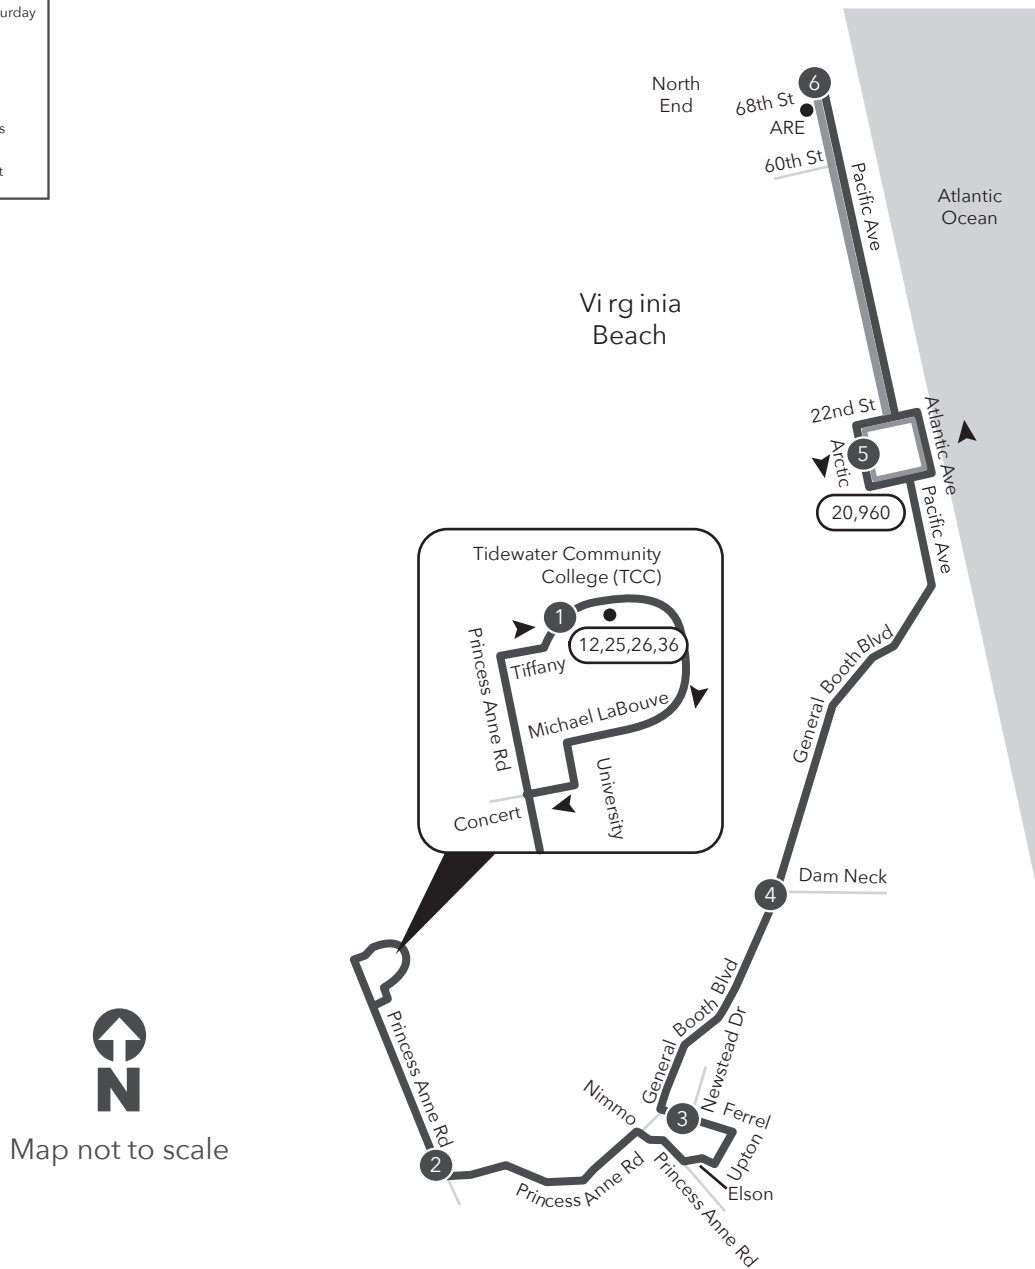 urday
s
t
6
North
End
68th St
ARE
60th St
Pacific Ave
Atlantic
Ocean
Vi rg inia
Beach
22nd St
Atlantic Ave
5
Arctic
20,960
Pacific Ave
Tidewater Community
College (TCC)
1
12,25,26,36
Princess Anne Rd
Tiffany
Michael LaBouve
University
Concert
General Booth Blvd
4
Dam Neck
General Booth Blvd
Newstead Dr
Nimmo
3
Ferrel
Upton
Elson
Princess Anne Rd
2
Princess Anne Rd
Princess Anne Rd
N
Map not to scale